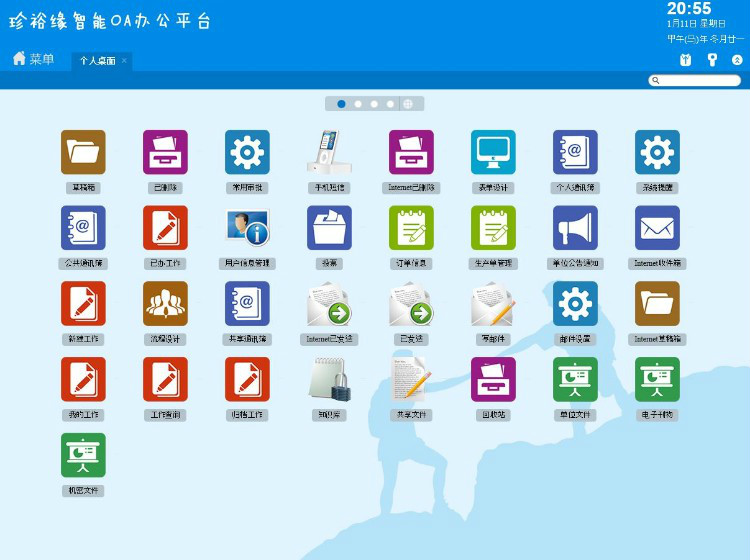 珍裕缘智能OA办公平台
20:55
1月11日 星期日
甲午(马)年 冬月廿一
菜单
个人桌面 ×
草稿箱
已删除
常用审批
手机短信
Internet已删除
表单设计
个人通讯簿
系统提醒
公共通讯簿
已办工作
用户信息管理
投票
订单信息
生产单管理
单位公告通知
Internet收件箱
新建工作
流程设计
共享通讯簿
Internet已发送
已发送
写邮件
邮件设置
Internet草稿箱
我的工作
工作查询
归档工作
知识库
共享文件
回收站
单位文件
电子刊物
机密文件